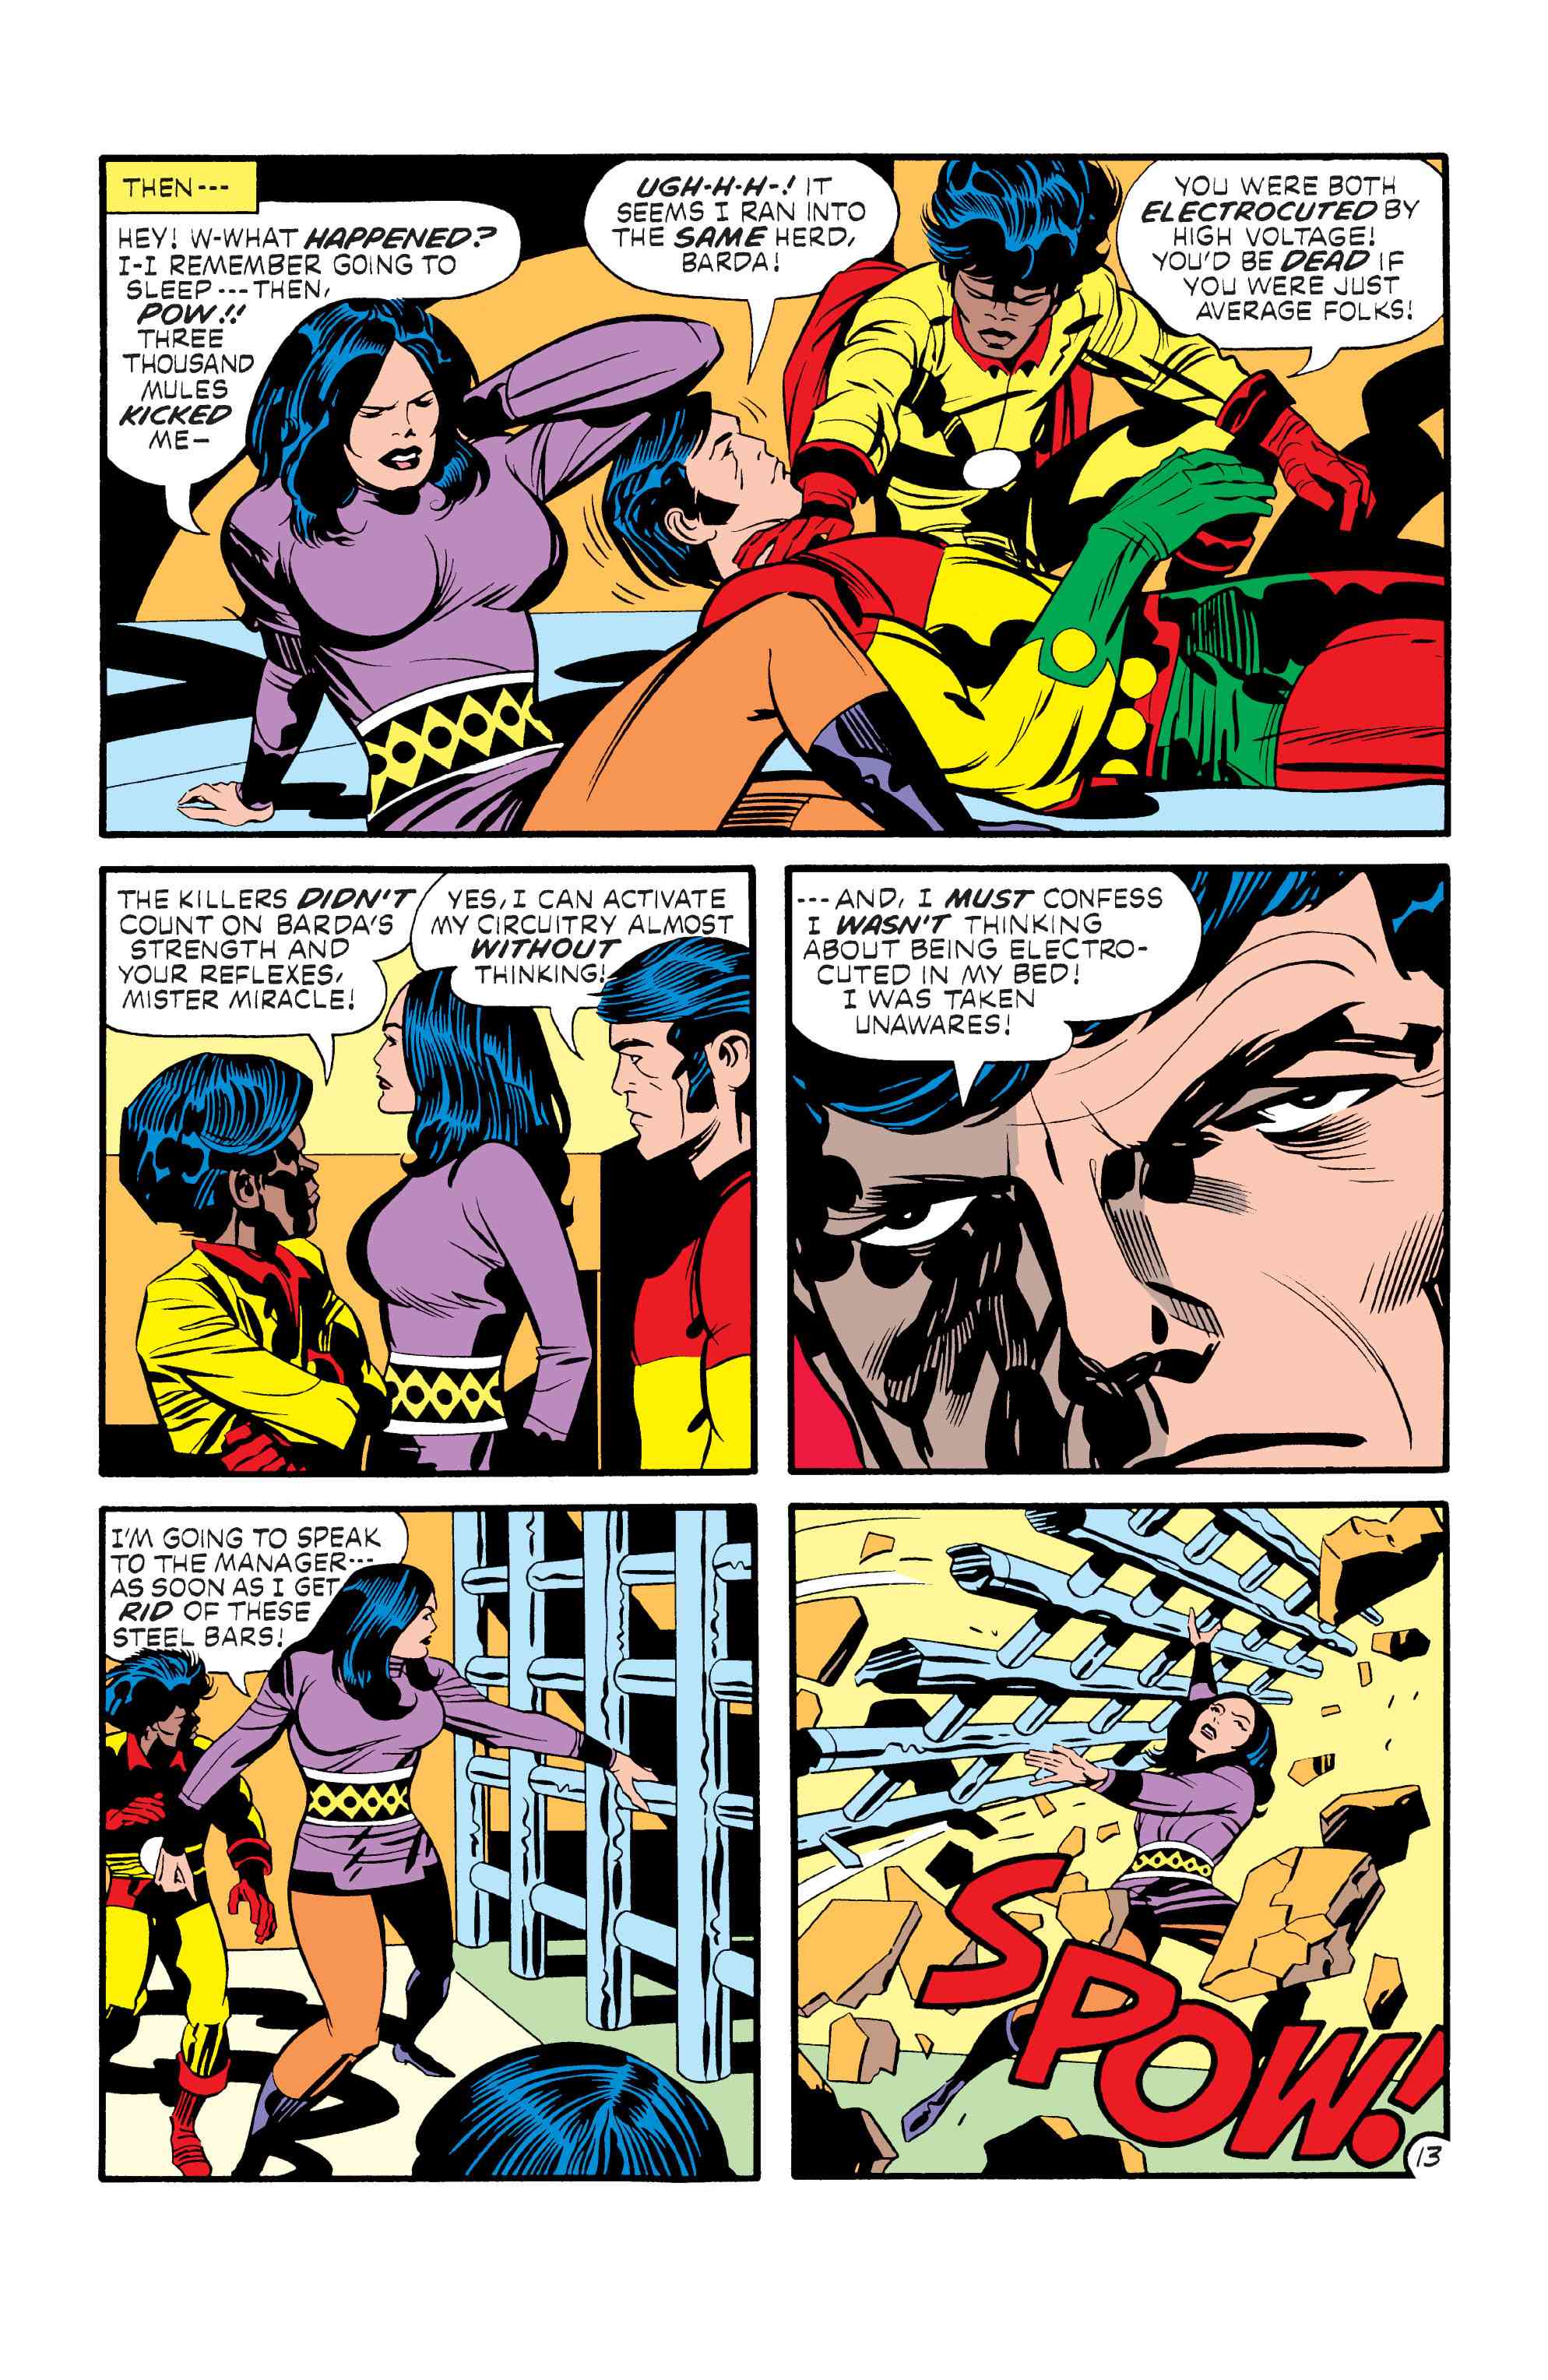 THEN---
HEY! W-WHAT HAPPENED?
I-I REMEMBER GOING TO
SLEEP---THEN,
POW!!
THREE
THOUSAND
MULES
KICKED
ME-
UGH-H-H-! IT
SEEMS I RAN INTO
THE SAME HERD,
BARDA!
YOU WERE BOTH
ELECTROCUTED BY
HIGH VOLTAGE!
YOU'D BE DEAD IF
YOU WERE JUST
AVERAGE FOLKS!
THE KILLERS DIDN'T
COUNT ON BARDA'S
STRENGTH AND
YOUR REFLEXES,
MISTER MIRACLE!
YES, I CAN ACTIVATE
MY CIRCUITRY ALMOST
WITHOUT
THINKING!
---AND, I MUST CONFESS
I WASN'T THINKING
ABOUT BEING ELECTRO-
CUTED IN MY BED!
I WAS TAKEN
UNAWARES!
I'M GOING TO SPEAK
TO THE MANAGER---
AS SOON AS I GET
RID OF THESE
STEEL BARS!
SPOW!
13